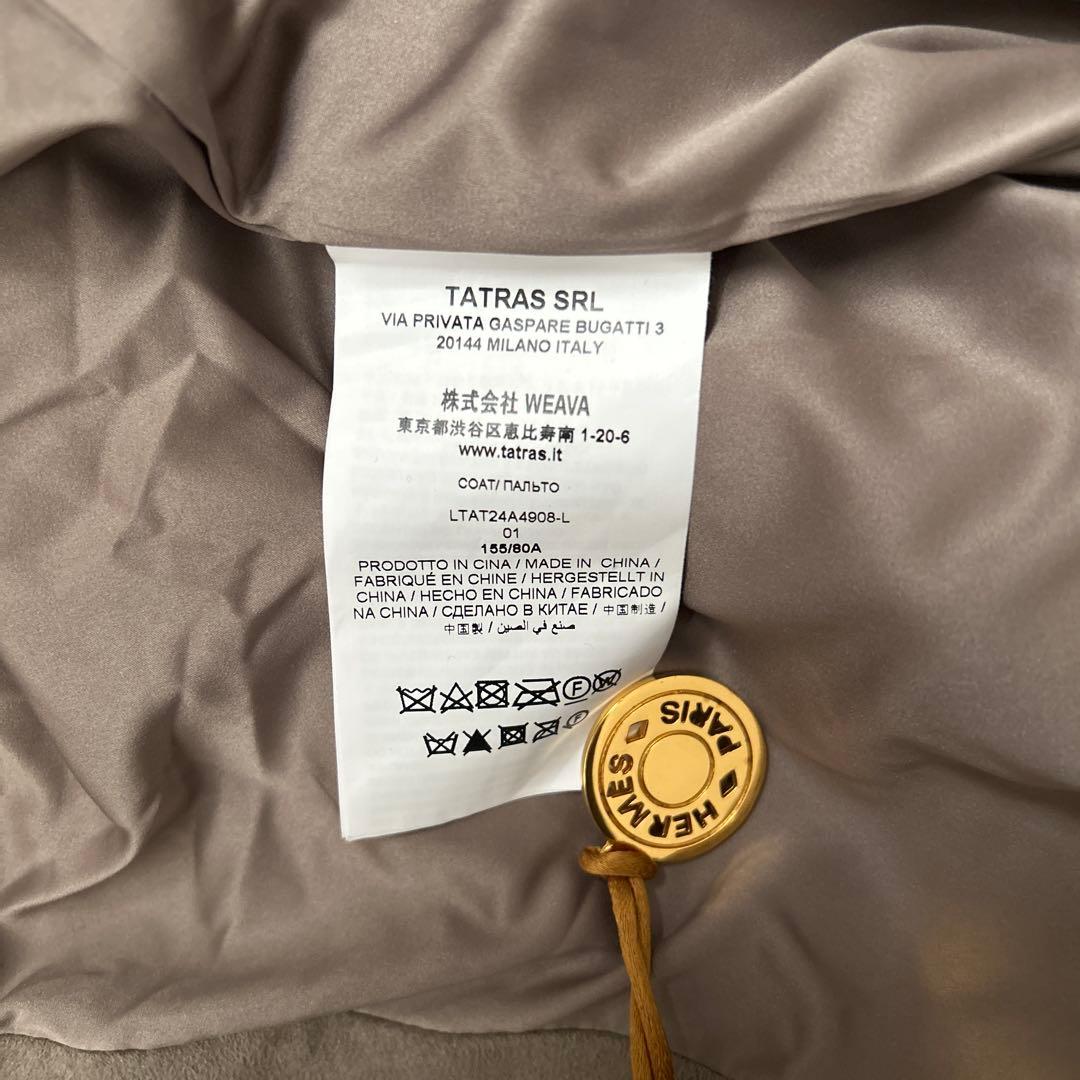 TATRAS SRL
VIA PRIVATA GASPARE BUGATTI 3
20144 MILANO ITALY
株式会社 WEAVA
東京都渋谷区恵比寿南 1-20-6
www.tatras.it
COAT/ ПАЛЬТО
LTAT24A4908-L
01
155/80A
PRODOTTO IN CINA / MADE IN CHINA /
FABRIQUÉ EN CHINE / HERGESTELLT IN
CHINA / HECHO EN CHINA / FABRICADO
NA CHINA / СДЕЛАНО В КИТАЕ / 中国制造 /
中国製 / صنع في الصين
F W
F
HERMÈS PARIS